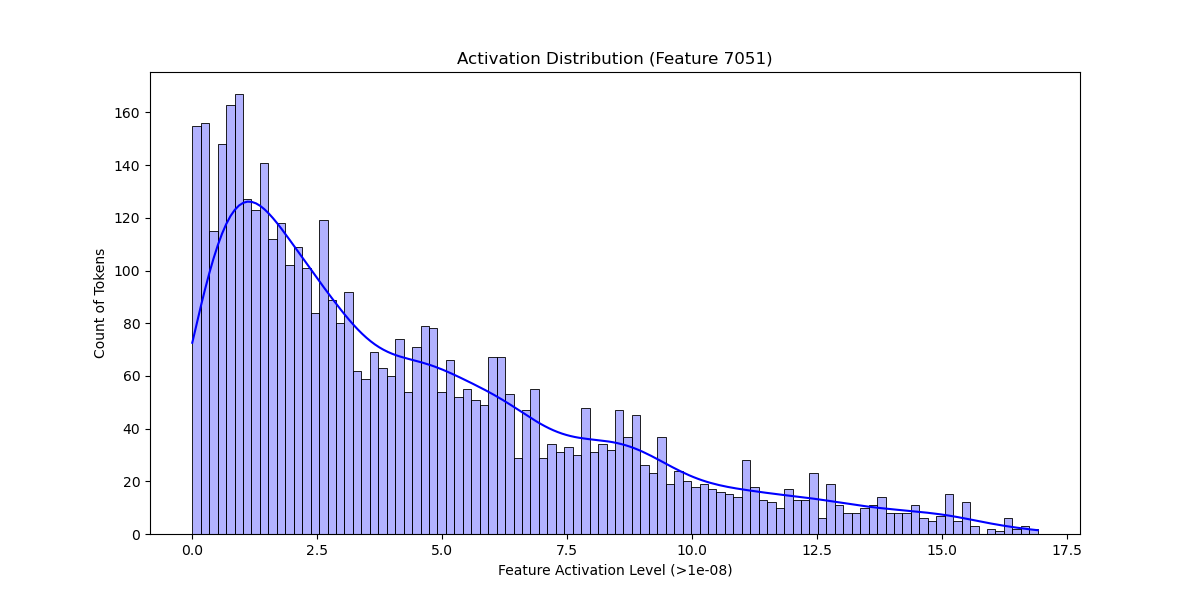 Activation Distribution (Feature 7051)
Count of Tokens
160
140
120
100
80
60
40
20
0
0.0 2.5 5.0 7.5 10.0 12.5 15.0 17.5
Feature Activation Level (>1e-08)